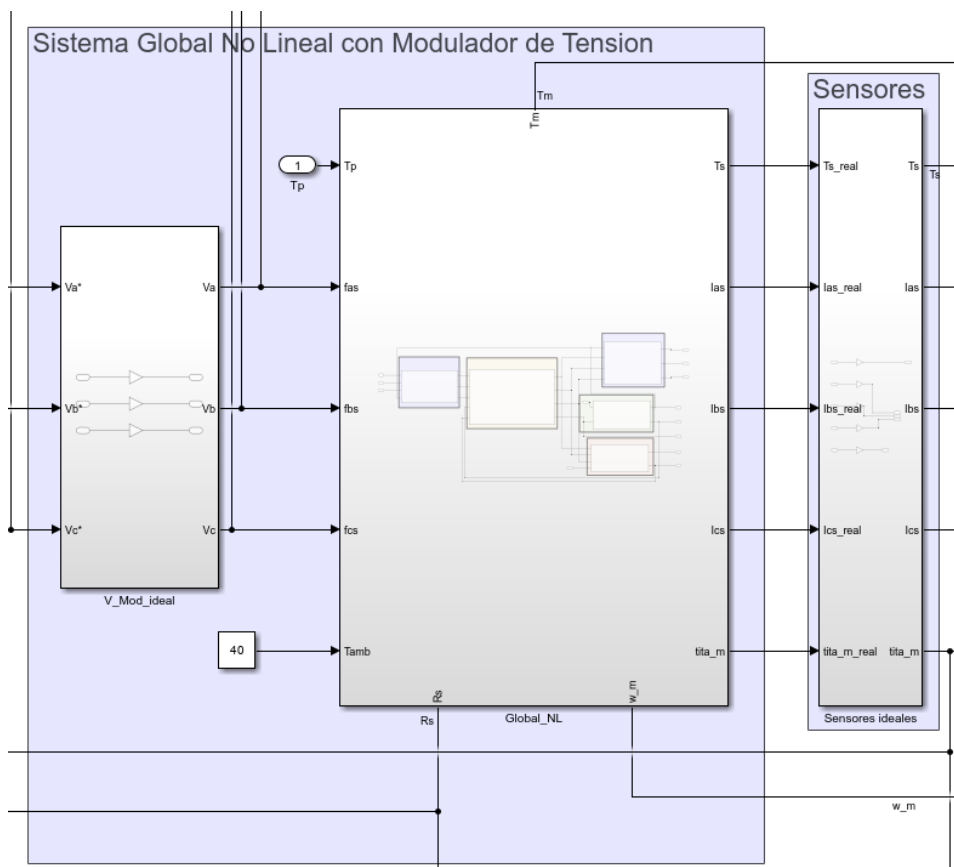 Sistema Global No Lineal con Modulador de Tension
Sensores
Tm
Tm
1
Tp
Tp
Ts
Ts_real
Ts
Ts
Va*
Va
fas
Ias
Ias_real
Ias
Vb*
Vb
fbs
Ibs
Ibs_real
Ibs
Vc*
Vc
fcs
Ics
Ics_real
Ics
V_Mod_ideal
40
Tamb
tita_m
tita_m_real
tita_m
Rs
w_m
Rs
Global_NL
Sensores ideales
w_m